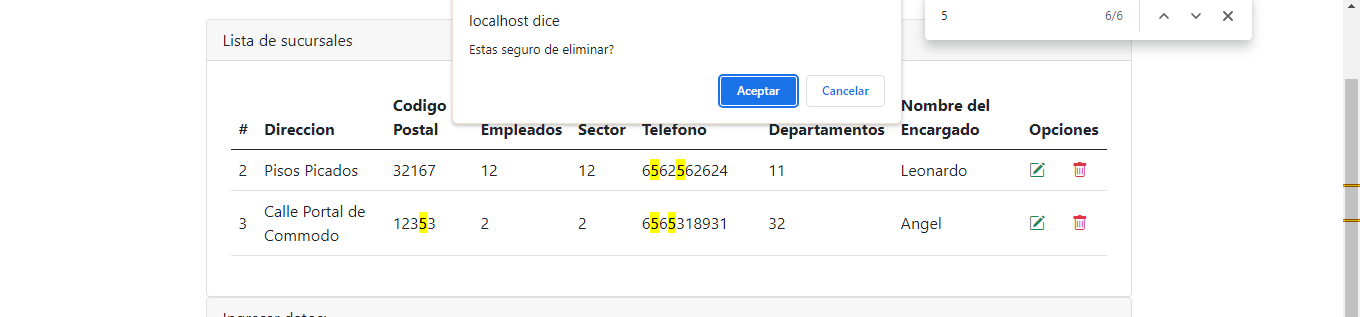 localhost dice
5 6/6
Lista de sucursales
Estas seguro de eliminar?
Aceptar Cancelar
# Direccion Codigo Postal Empleados Sector Telefono Departamentos Nombre del Encargado Opciones
2 Pisos Picados 32167 12 12 6562562624 11 Leonardo
3 Calle Portal de Commodo 12353 2 2 6565318931 32 Angel
Ingresar datos: